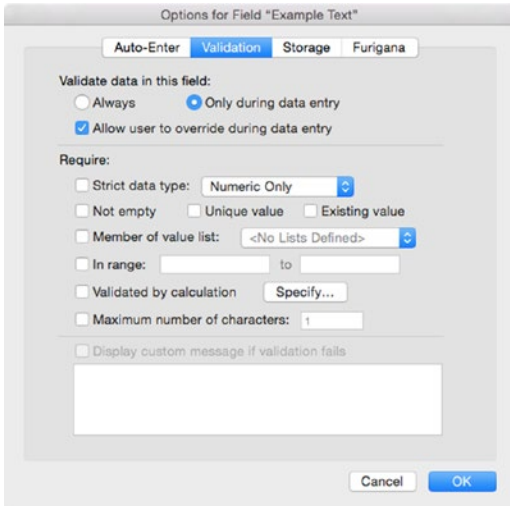 Options for Field "Example Text"
Auto-Enter Validation Storage Furigana
Validate data in this field:
Always Only during data entry
Allow user to override during data entry
Require:
Strict data type: Numeric Only
Not empty Unique value Existing value
Member of value list: <No Lists Defined>
In range: to
Validated by calculation Specify...
Maximum number of characters: 1
Display custom message if validation fails
Cancel OK